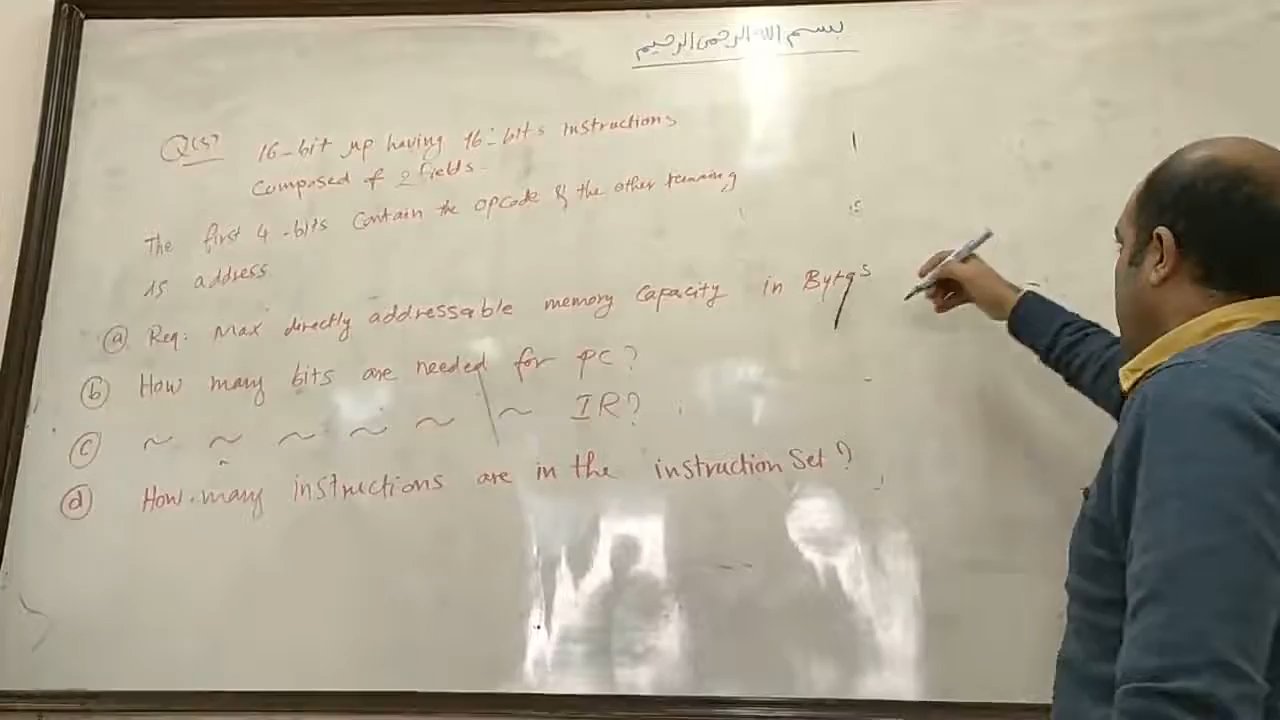 بسم الله الرحمن الرحيم
Q(5) 16-bit μp having 16-bits Instructions
Composed of 2 fields.
The first 4-bits Contain the opcode & the other remaining
is address
(a) Req: Max directly addressable memory Capacity in Bytes
(b) How many bits are needed for PC?
(c) ~ ~ ~ ~ ~ ~ IR?
(d) How many instructions are in the instruction Set?